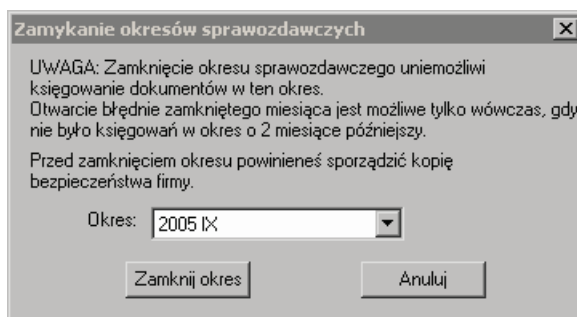 Zamykanie okresów sprawozdawczych
UWAGA: Zamknięcie okresu sprawozdawczego uniemożliwi
księgowanie dokumentów w ten okres.
Otwarcie błędnie zamkniętego miesiąca jest możliwe tylko wówczas, gdy
nie było księgowań w okres o 2 miesiące późniejszy.
Przed zamknięciem okresu powinieneś sporządzić kopię
bezpieczeństwa firmy.
Okres: 2005 IX
Zamknij okres Anuluj